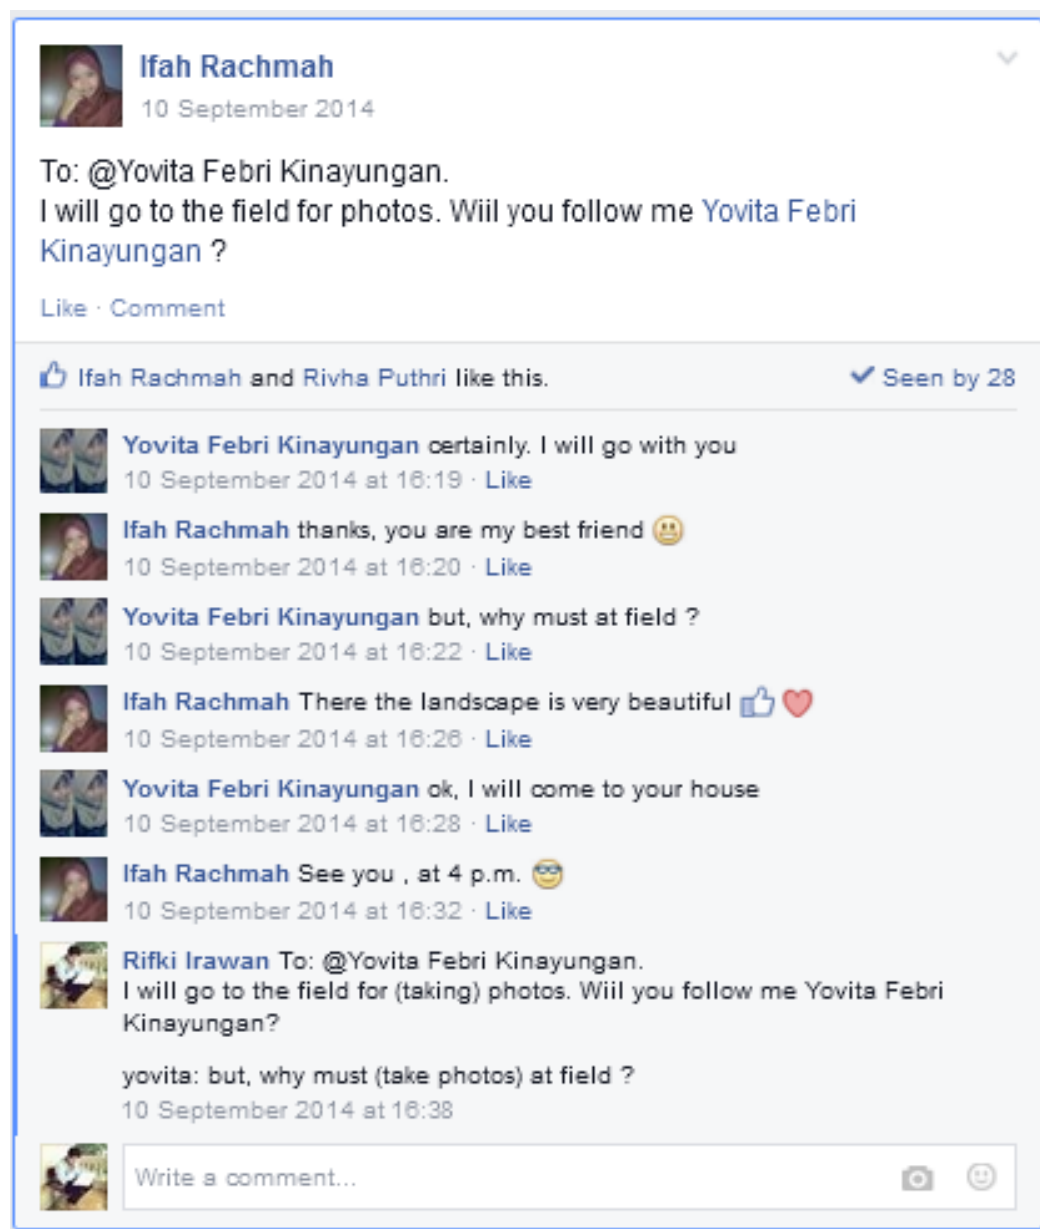 Ifah Rachmah
10 September 2014
To: @Yovita Febri Kinayungan.
I will go to the field for photos. Wiil you follow me Yovita Febri
Kinayungan ?
Like · Comment
Ifah Rachmah and Rivha Puthri like this.
Seen by 28
Yovita Febri Kinayungan certainly. I will go with you
10 September 2014 at 16:19 · Like
Ifah Rachmah thanks, you are my best friend
10 September 2014 at 16:20 · Like
Yovita Febri Kinayungan but, why must at field ?
10 September 2014 at 16:22 · Like
Ifah Rachmah There the landscape is very beautiful
10 September 2014 at 16:26 · Like
Yovita Febri Kinayungan ok, I will come to your house
10 September 2014 at 16:28 · Like
Ifah Rachmah See you , at 4 p.m.
10 September 2014 at 16:32 · Like
Rifki Irawan To: @Yovita Febri Kinayungan.
I will go to the field for (taking) photos. Wiil you follow me Yovita Febri
Kinayungan?
yovita: but, why must (take photos) at field ?
10 September 2014 at 16:38
Write a comment...